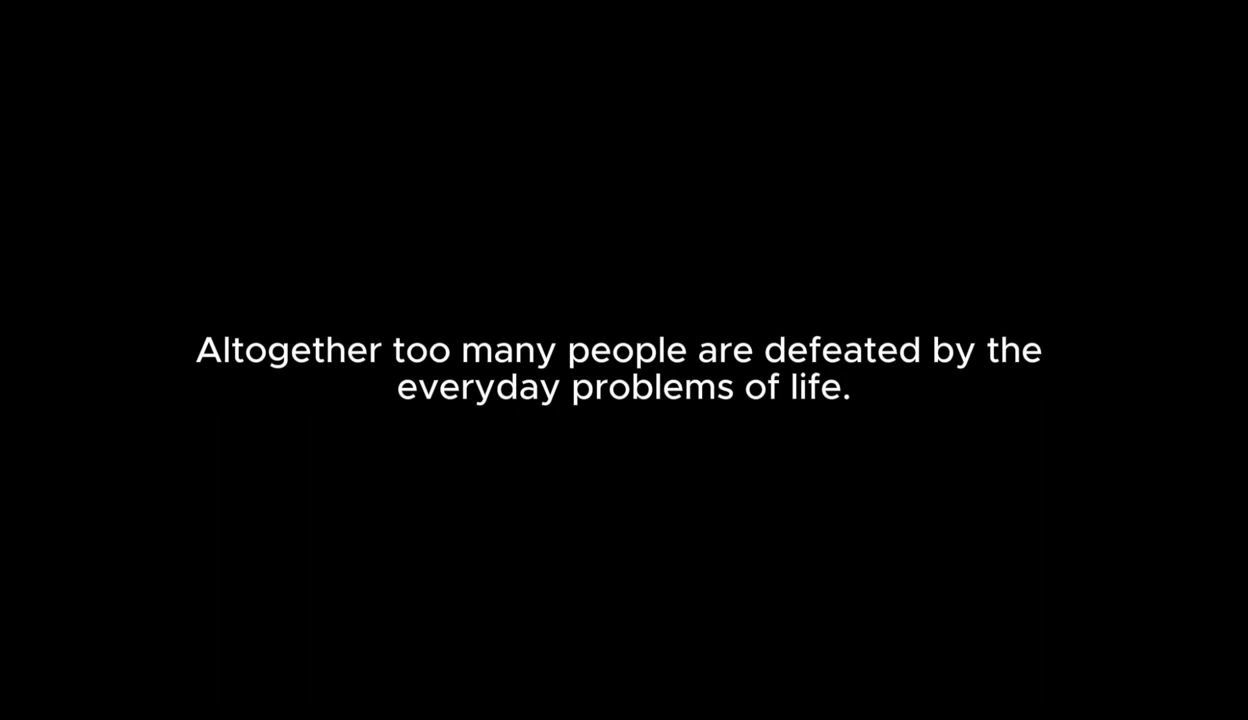 Altogether too many people are defeated by the
everyday problems of life.